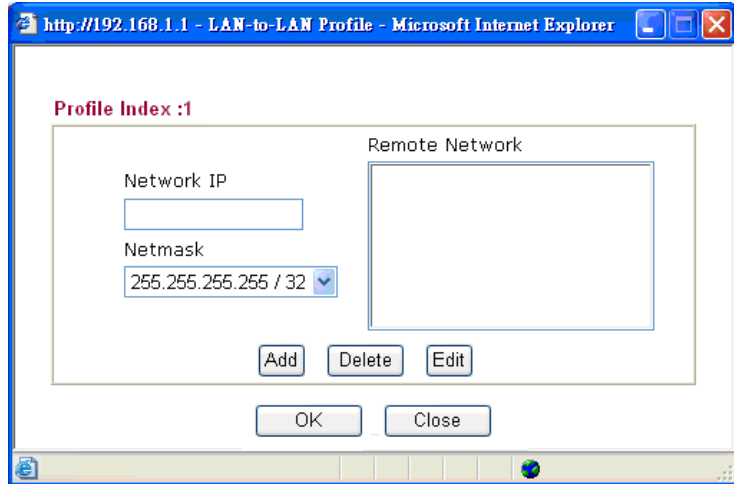 http://192.168.1.1 - LAN-to-LAN Profile - Microsoft Internet Explorer
Profile Index :1
Remote Network
Network IP
Netmask
255.255.255.255 / 32
Add Delete Edit
OK Close